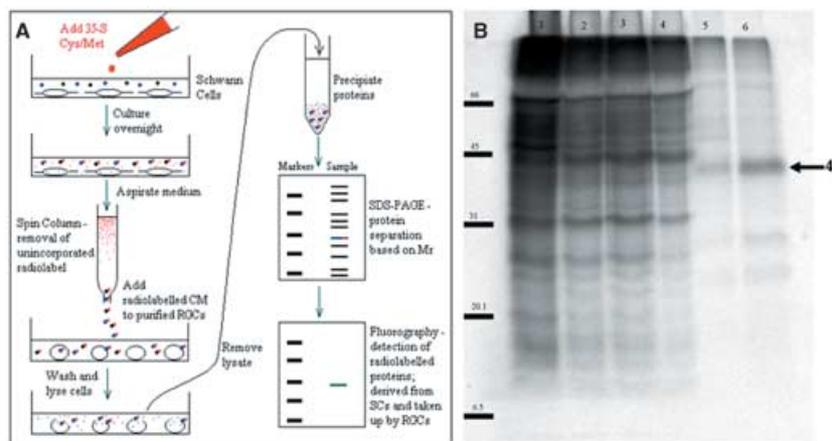 A
Add 35-S
Cys/Met
Schwann
Cells
Culture
overnight
Aspirate medium
Spin Column -
removal of
unincorporated
radiolabel
Add
radiolabelled CM
to purified RGCs
Wash and
lyse cells
Remove
lysate
Precipiate
proteins
Markers Sample
SDS-PAGE -
protein
separation
based on Mr
Fluorography -
detection of
radiolabelled
proteins;
derived from
SCs and taken
up by RGCs
B
1 2 3 4 5 6
66
45
4
31
20.1
6.5